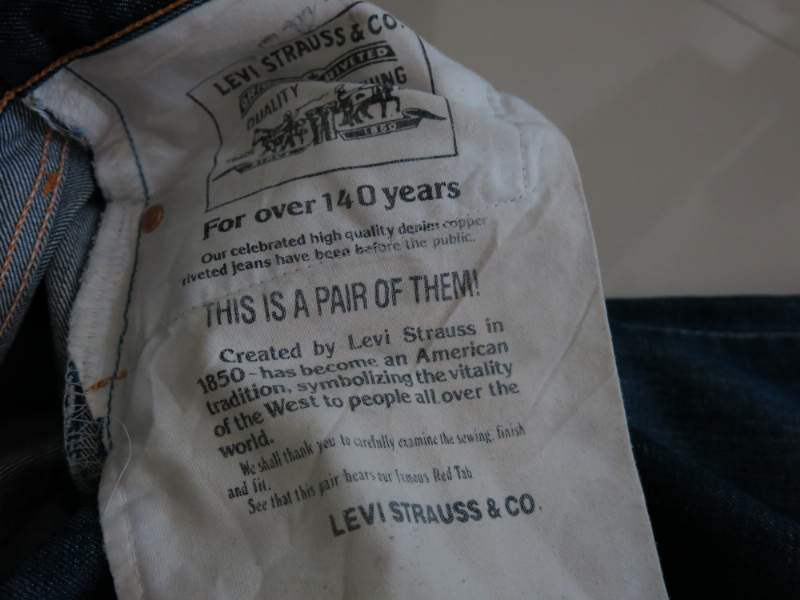 LEVI STRAUSS & CO.
RIVETED
QUALITY
1850
For over 140 years
Our celebrated high quality denim copper
riveted jeans have been before the public.
THIS IS A PAIR OF THEM!
Created by Levi Strauss in
1850-has become an American
tradition, symbolizing the vitality
of the West to people all over the
world.
We shall thank you to carefully examine the sewing. finish
and fit.
See that this pair bears our famous Red Tab
LEVI STRAUSS & CO.